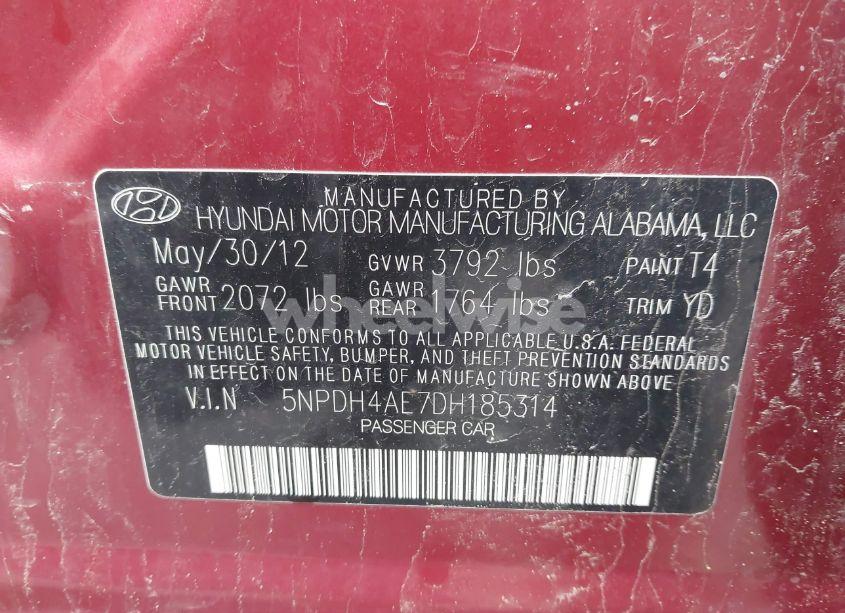 MANUFACTURED BY
HYUNDAI MOTOR MANUFACTURING ALABAMA, LLC
May/30/12 GVWR 3792 lbs PAINT T4
GAWR FRONT 2072 lbs GAWR REAR 1764 lbs TRIM YD
THIS VEHICLE CONFORMS TO ALL APPLICABLE U.S.A. FEDERAL
MOTOR VEHICLE SAFETY, BUMPER, AND THEFT PREVENTION STANDARDS
IN EFFECT ON THE DATE OF MANUFACTURE SHOWN ABOVE.
V.I.N 5NPDH4AE7DH185314
PASSENGER CAR
wheelwise